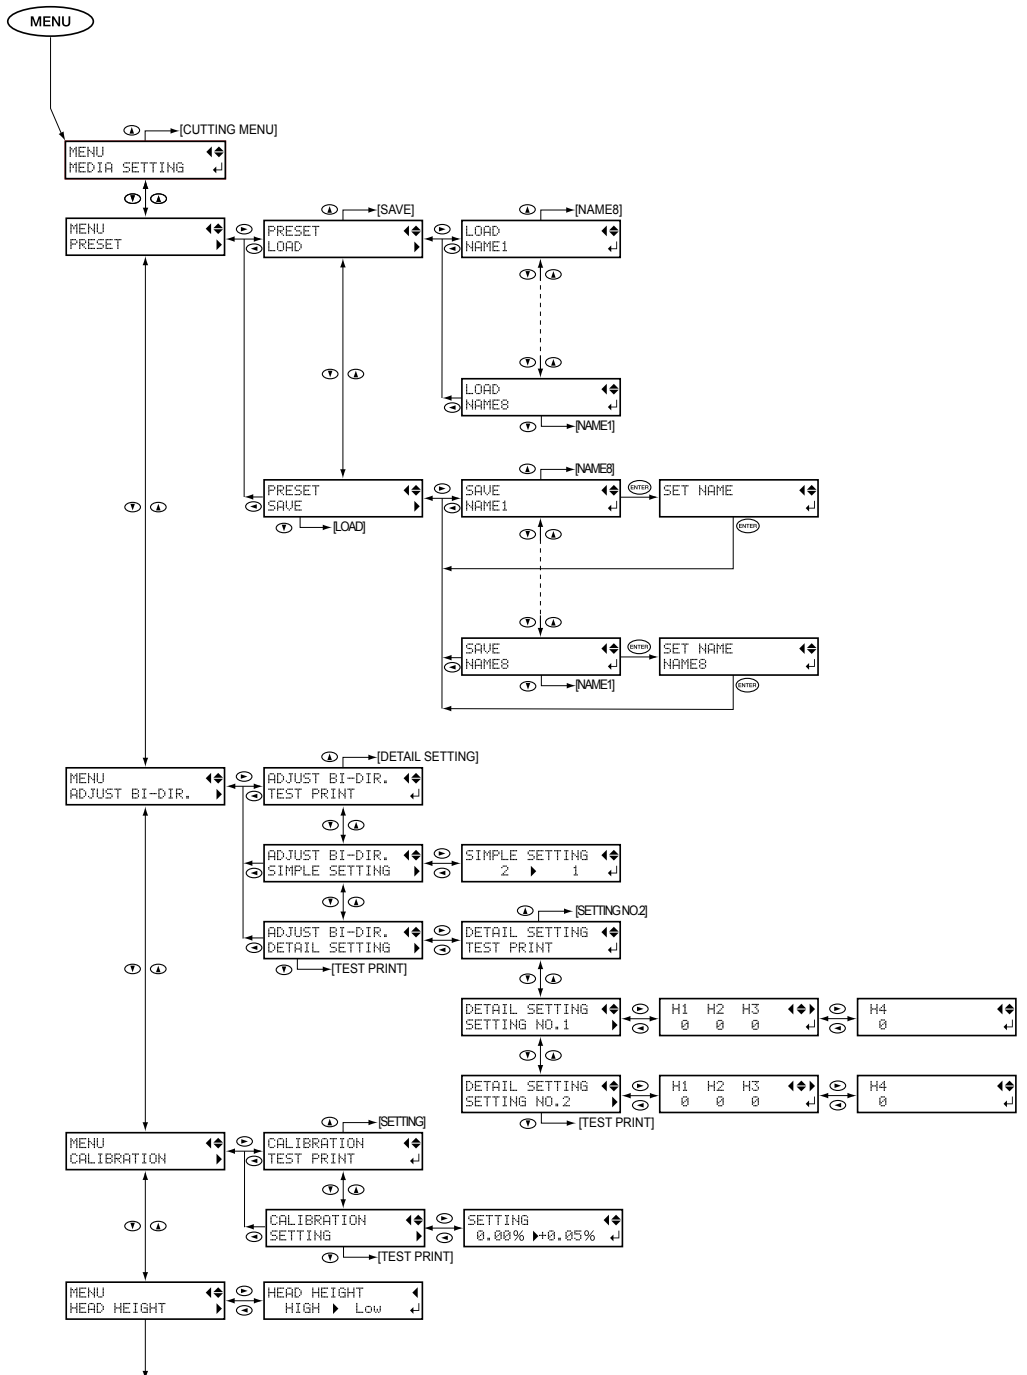 MENU
[CUTTING MENU]
MENU
MEDIA SETTING
[SAVE]
[NAME8]
MENU
PRESET
PRESET
LOAD
LOAD
NAME1
LOAD
NAME8
[NAME1]
[NAME8]
PRESET
SAVE
[LOAD]
SAVE
NAME1
ENTER
SET NAME
ENTER
SAVE
NAME8
[NAME1]
ENTER
SET NAME
NAME8
ENTER
[DETAIL SETTING]
MENU
ADJUST BI-DIR.
ADJUST BI-DIR.
TEST PRINT
ADJUST BI-DIR.
SIMPLE SETTING
SIMPLE SETTING
2 1
[SETTING NO.2]
ADJUST BI-DIR.
DETAIL SETTING
[TEST PRINT]
DETAIL SETTING
TEST PRINT
DETAIL SETTING
SETTING NO.1
H1 H2 H3
0 0 0
H4
0
DETAIL SETTING
SETTING NO.2
[TEST PRINT]
H1 H2 H3
0 0 0
H4
0
[SETTING]
MENU
CALIBRATION
CALIBRATION
TEST PRINT
CALIBRATION
SETTING
[TEST PRINT]
SETTING
0.00% +0.05%
MENU
HEAD HEIGHT
HEAD HEIGHT
HIGH Low